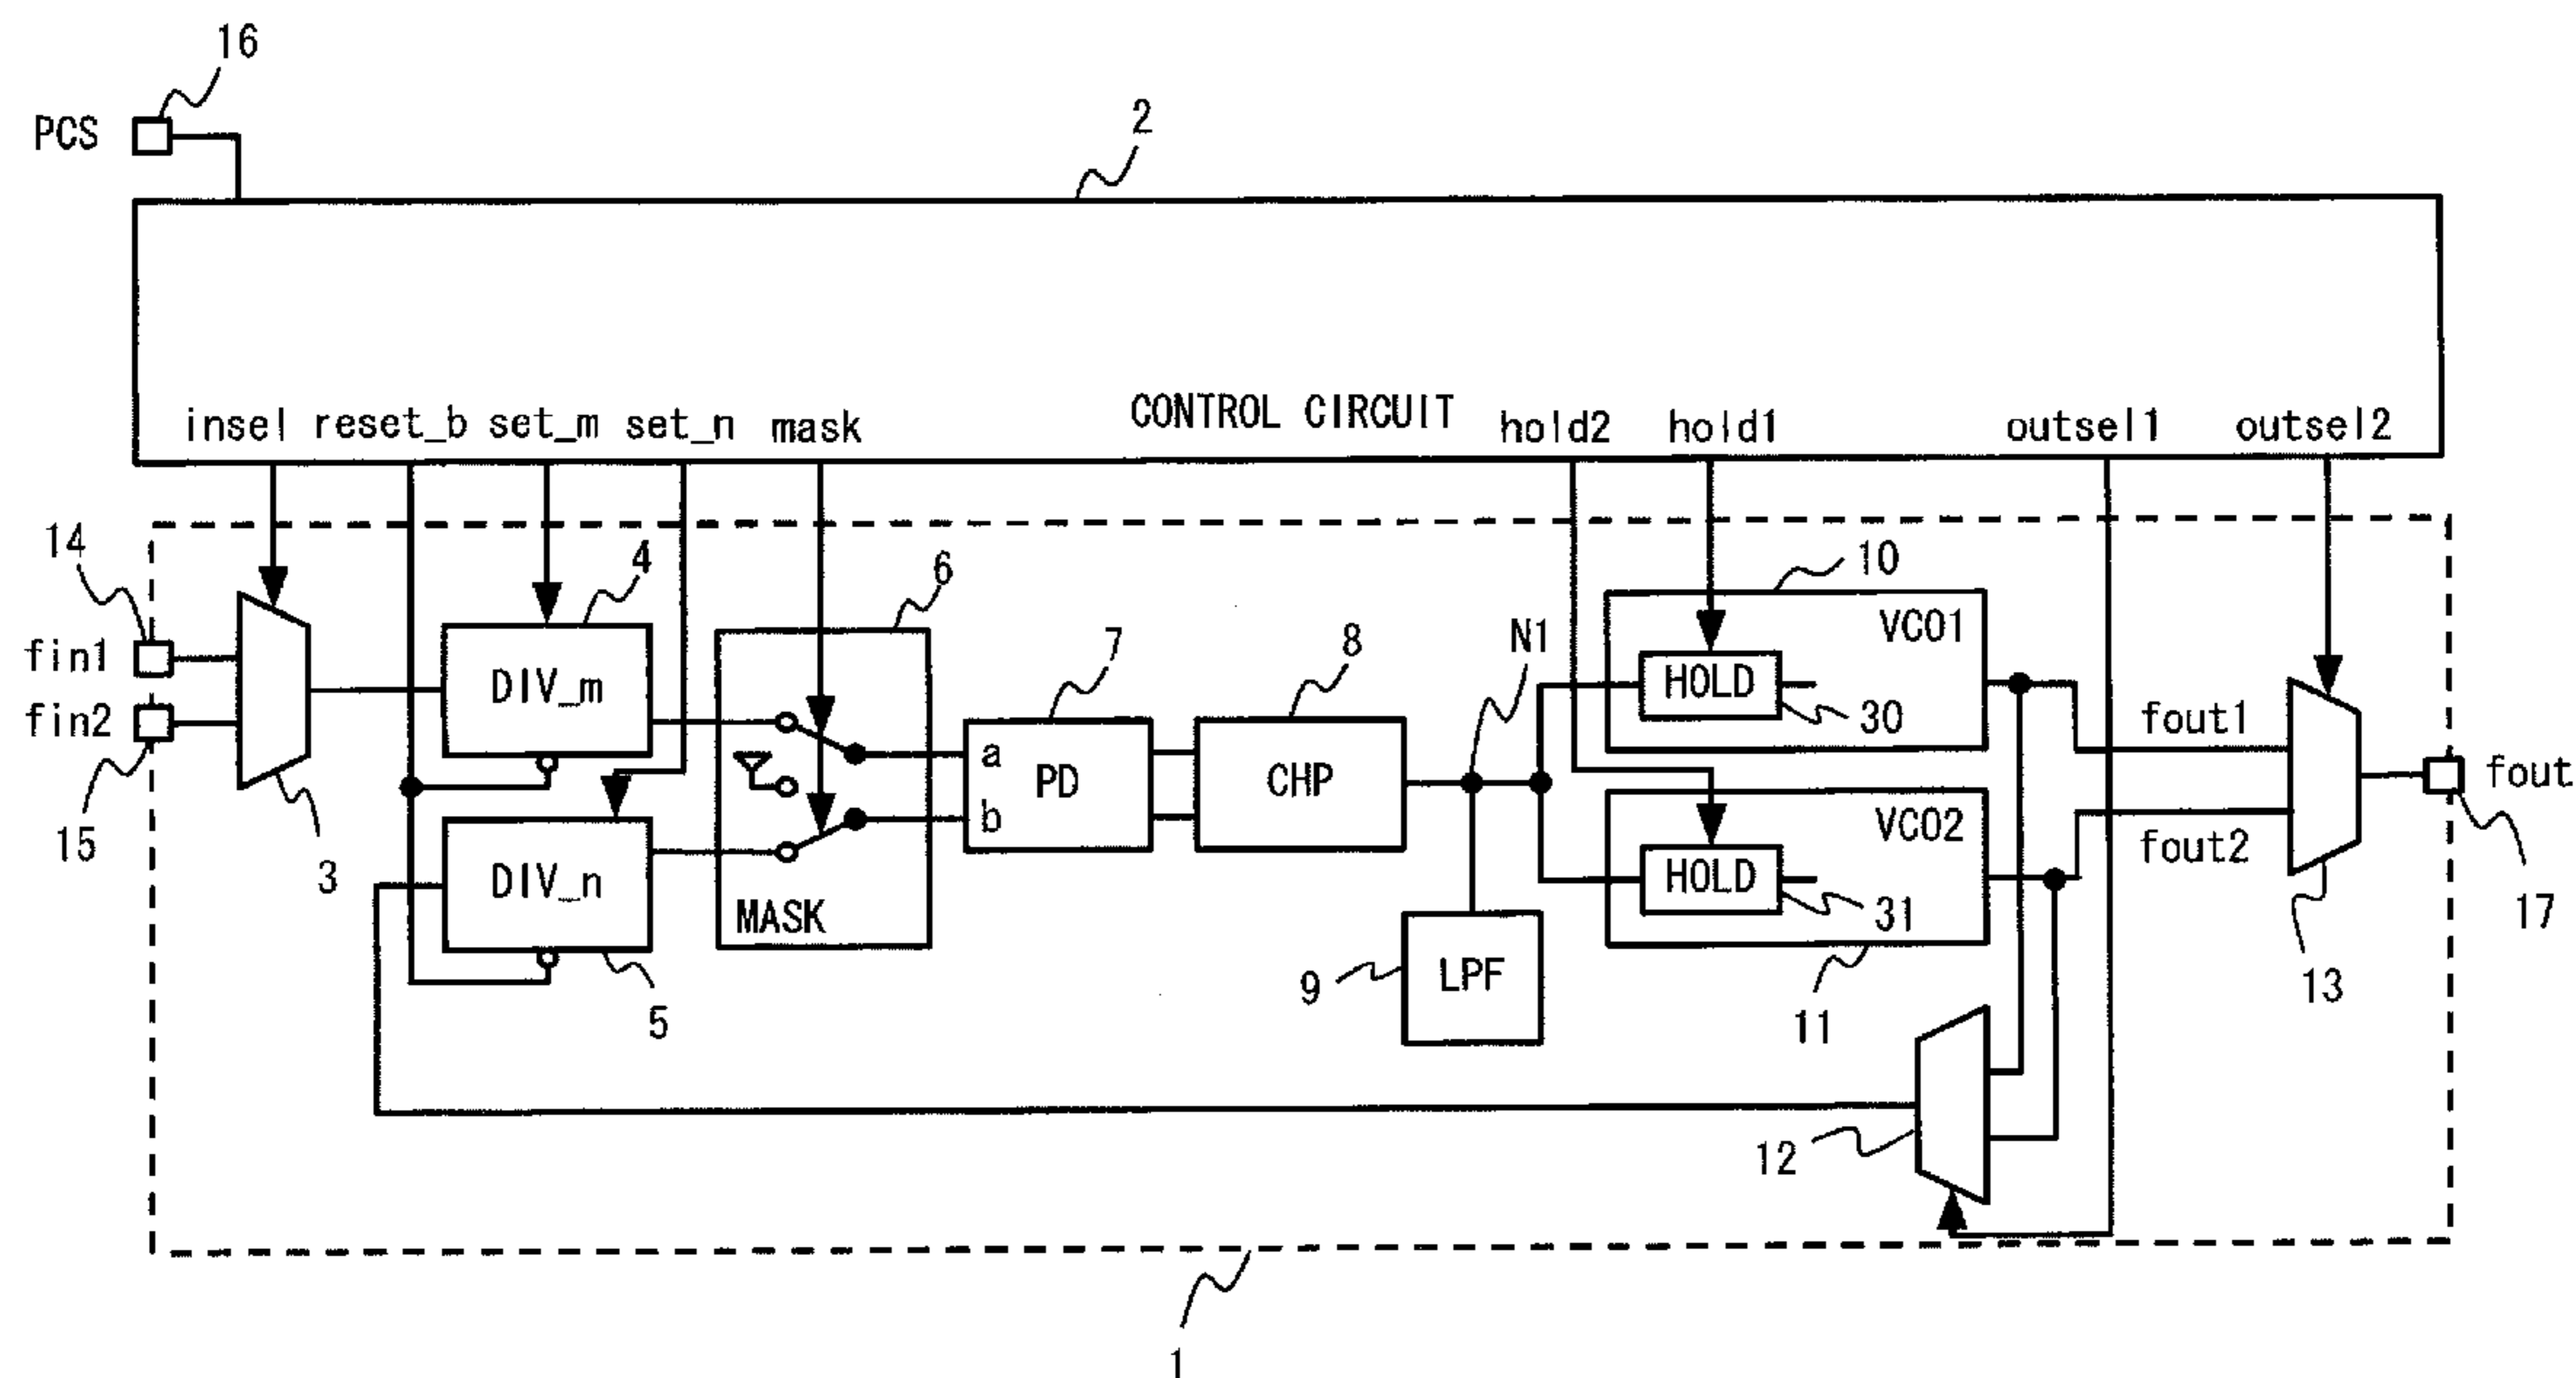 16
PCS
2
CONTROL CIRCUIT
insel reset_b set_m set_n mask hold2 hold1 outsel1 outsel2
14
4
6
10
fin1
DIV_m
7
8
N1
VCO1
HOLD
30
fout1
fin2
a
PD
CHP
b
fout
15
3
DIV_n
MASK
VCO2
HOLD
31
fout2
17
5
9
LPF
11
13
12
1